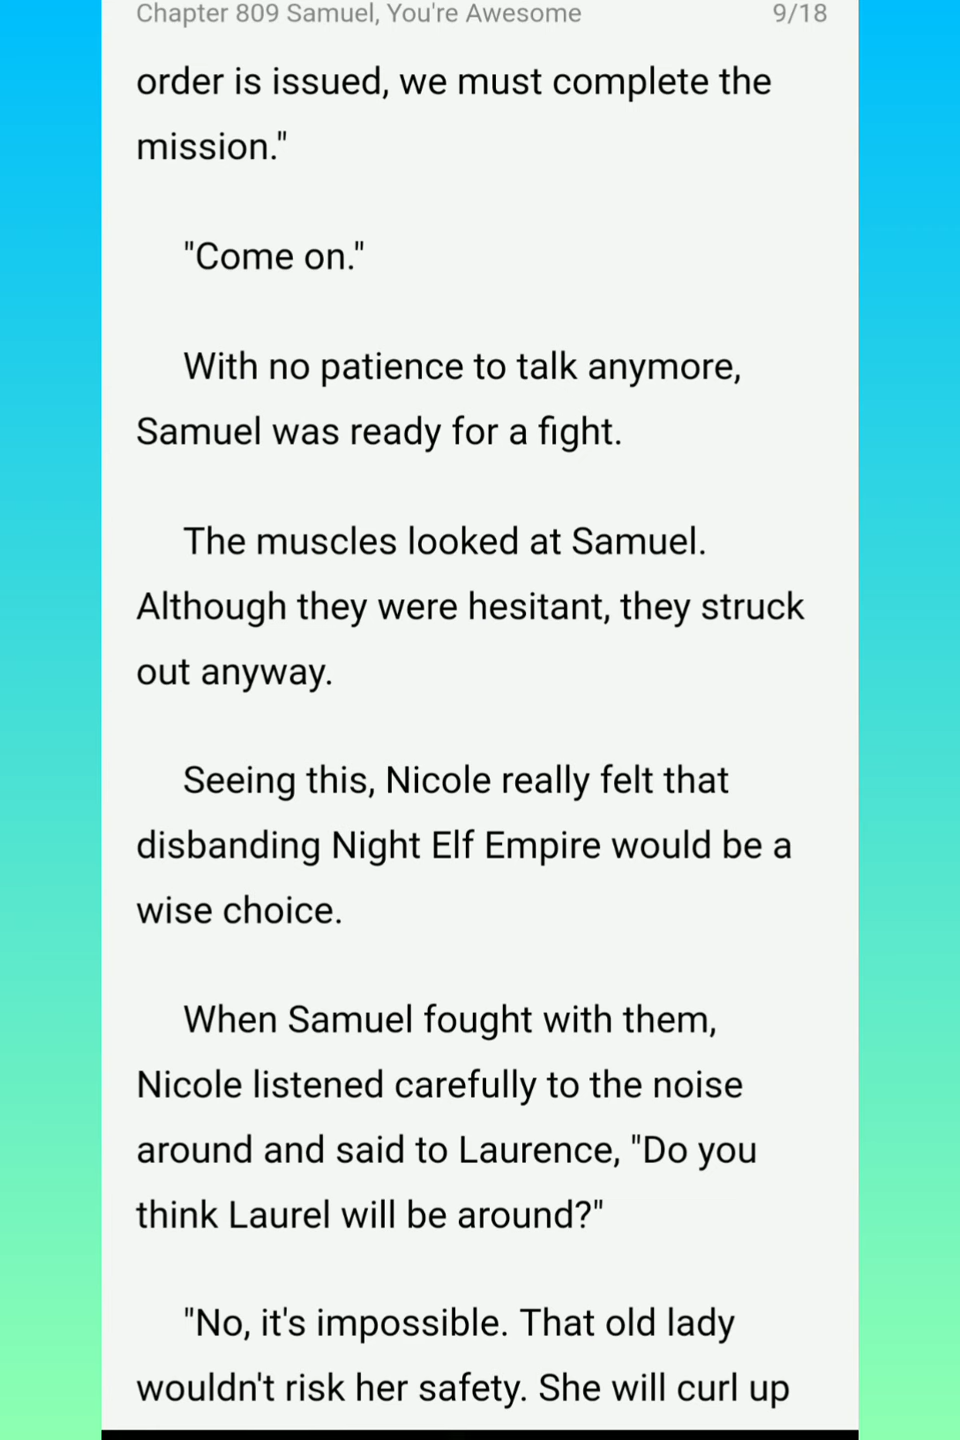 Chapter 809 Samuel, You're Awesome 9/18
order is issued, we must complete the
mission."
"Come on."
With no patience to talk anymore,
Samuel was ready for a fight.
The muscles looked at Samuel.
Although they were hesitant, they struck
out anyway.
Seeing this, Nicole really felt that
disbanding Night Elf Empire would be a
wise choice.
When Samuel fought with them,
Nicole listened carefully to the noise
around and said to Laurence, "Do you
think Laurel will be around?"
"No, it's impossible. That old lady
wouldn't risk her safety. She will curl up